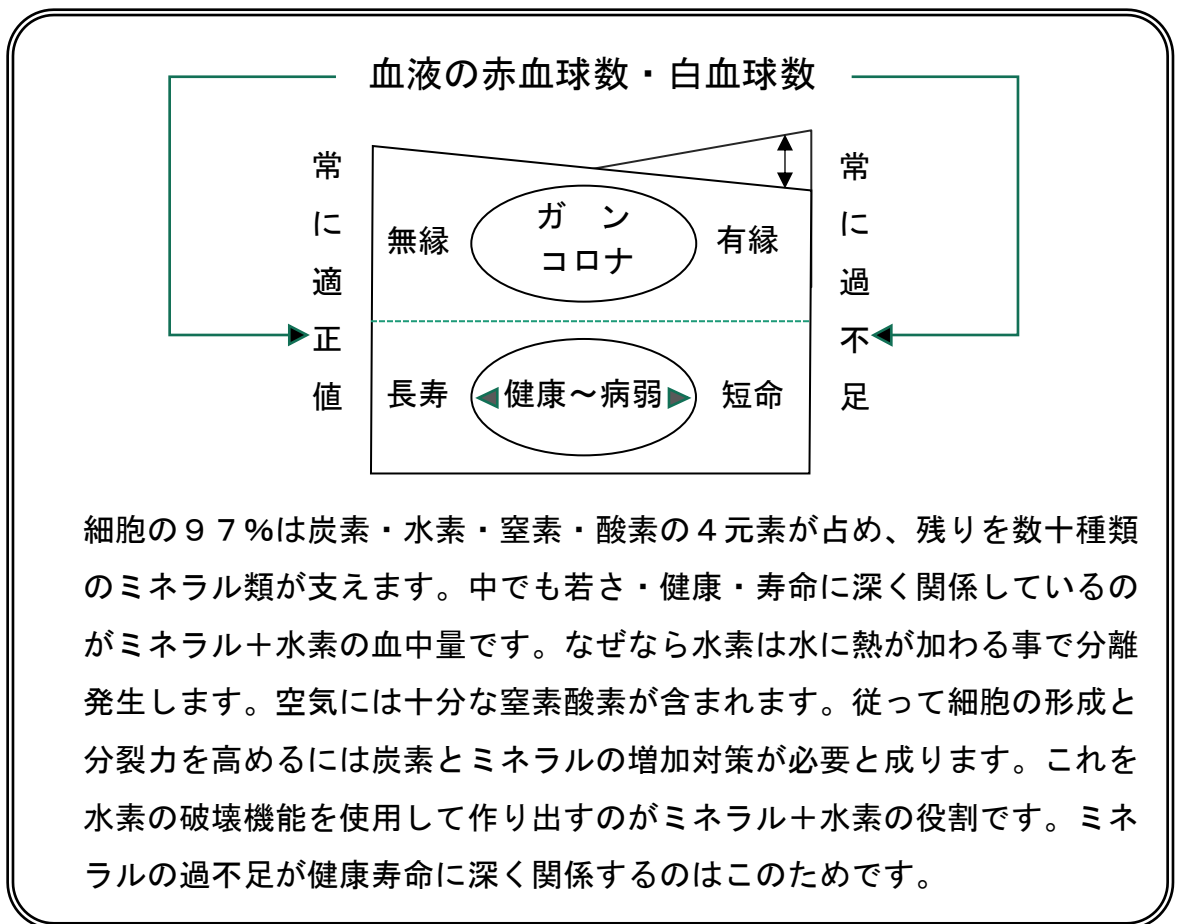 血液の赤血球数・白血球数
常に適正値
無縁
ガ　ン
コロナ
有縁
常に過不足
長寿
健康～病弱
短命
細胞の９７%は炭素・水素・窒素・酸素の４元素が占め、残りを数十種類
のミネラル類が支えます。中でも若さ・健康・寿命に深く関係しているの
がミネラル＋水素の血中量です。なぜなら水素は水に熱が加わる事で分離
発生します。空気には十分な窒素酸素が含まれます。従って細胞の形成と
分裂力を高めるには炭素とミネラルの増加対策が必要と成ります。これを
水素の破壊機能を使用して作り出すのがミネラル＋水素の役割です。ミネ
ラルの過不足が健康寿命に深く関係するのはこのためです。